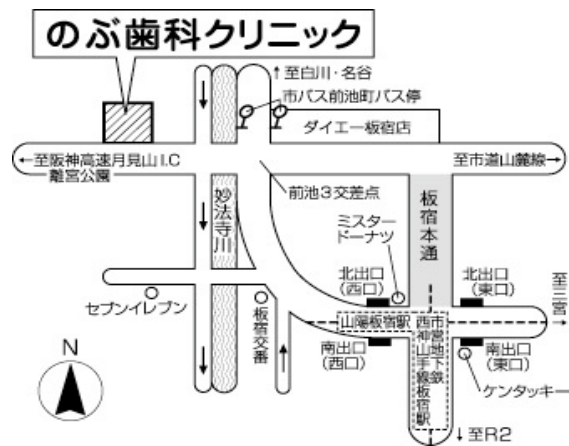 のぶ歯科クリニック
↑至白川・名谷
市バス前池町バス停
ダイエー板宿店
←至阪神高速月見山I.C
離宮公園
至市道山麓線→
前池3交差点
妙法寺川
板宿本通
ミスター
ドーナツ
北出口
(西口)
北出口
(東口)
至三宮→
セブンイレブン
板宿交番
山陽板宿駅
市営地下鉄
西神山手線板宿駅
南出口
(西口)
南出口
(東口)
ケンタッキー
↓至R2
N